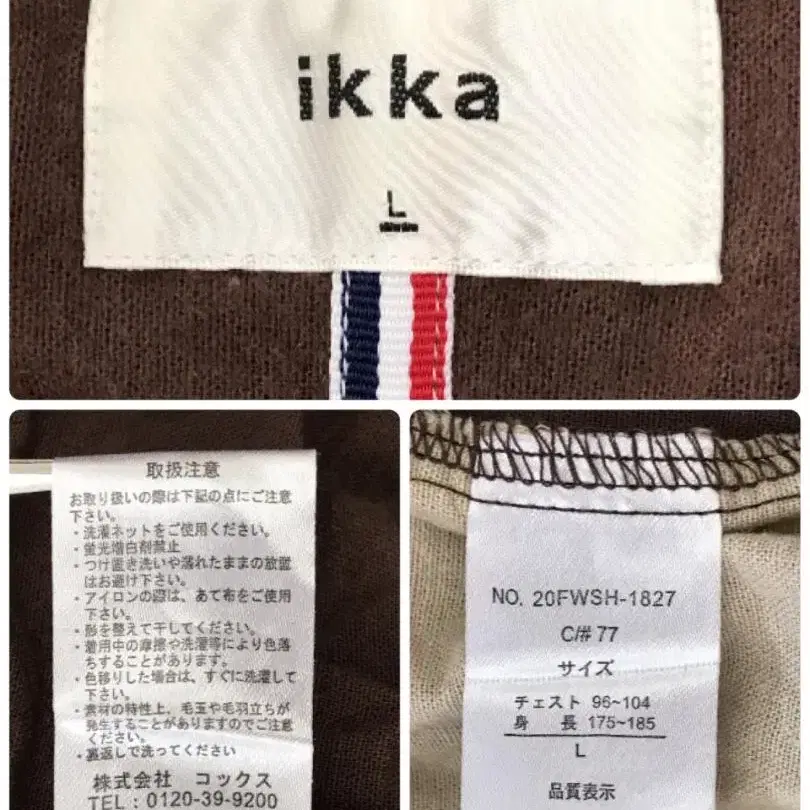 ikka
L
取扱注意
お取り扱いの際は下記の点にご注意
下さい。
・洗濯ネットをご使用ください。
・蛍光増白剤禁止
・つけ置き洗いや濡れたままの放置
はお避け下さい。
・アイロンの際は、あて布をご使用
下さい。
・形を整えて干してください。
・着用中の摩擦や洗濯等により色落
ちすることがあります。
・色移りした場合は、すぐに洗濯して
下さい。
・素材の特性上、毛玉や毛羽立ちが
発生することがありますのでご注意
ください。
・裏返しで洗ってください
株式会社 コックス
TEL:0120-39-9200
NO. 20FWSH-1827
C/# 77
サイズ
チェスト 96~104
身 長 175~185
L
品質表示